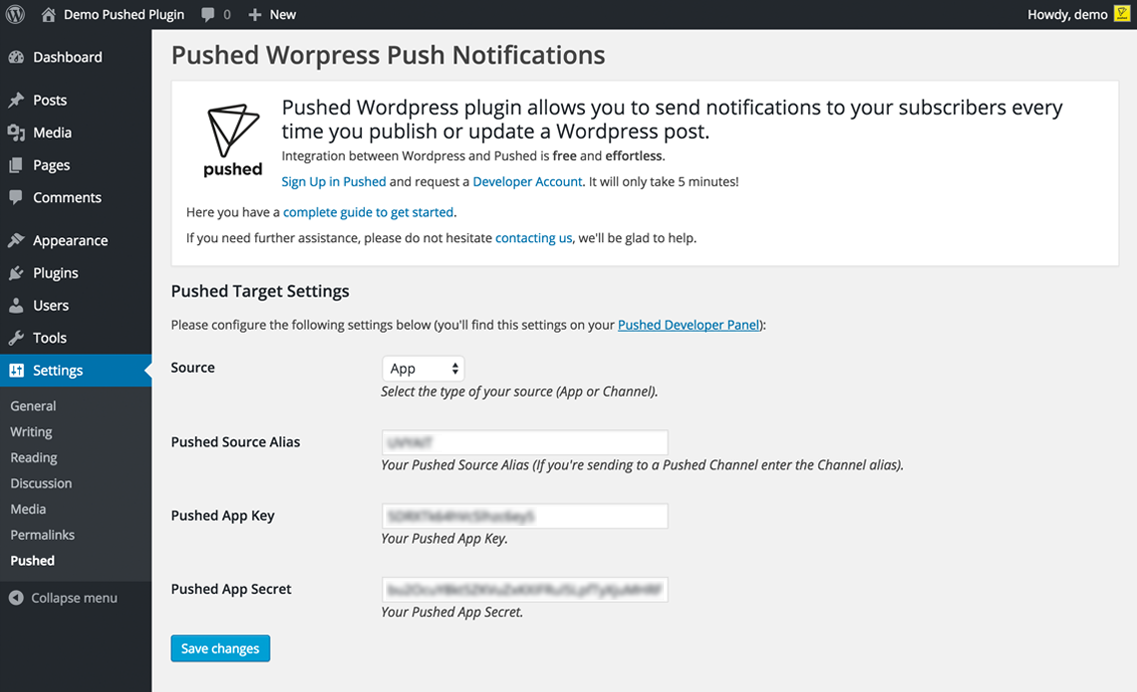 Demo Pushed Plugin 0 New Howdy, demo
Dashboard
Posts
Media
Pages
Comments
Appearance
Plugins
Users
Tools
Settings
General
Writing
Reading
Discussion
Media
Permalinks
Pushed
Collapse menu
Pushed Worpress Push Notifications
pushed
Pushed Wordpress plugin allows you to send notifications to your subscribers every
time you publish or update a Wordpress post.
Integration between Wordpress and Pushed is free and effortless.
Sign Up in Pushed and request a Developer Account. It will only take 5 minutes!
Here you have a complete guide to get started.
If you need further assistance, please do not hesitate contacting us, we'll be glad to help.
Pushed Target Settings
Please configure the following settings below (you'll find this settings on your Pushed Developer Panel):
Source App
Select the type of your source (App or Channel).
Pushed Source Alias
Your Pushed Source Alias (If you're sending to a Pushed Channel enter the Channel alias).
Pushed App Key
Your Pushed App Key.
Pushed App Secret
Your Pushed App Secret.
Save changes